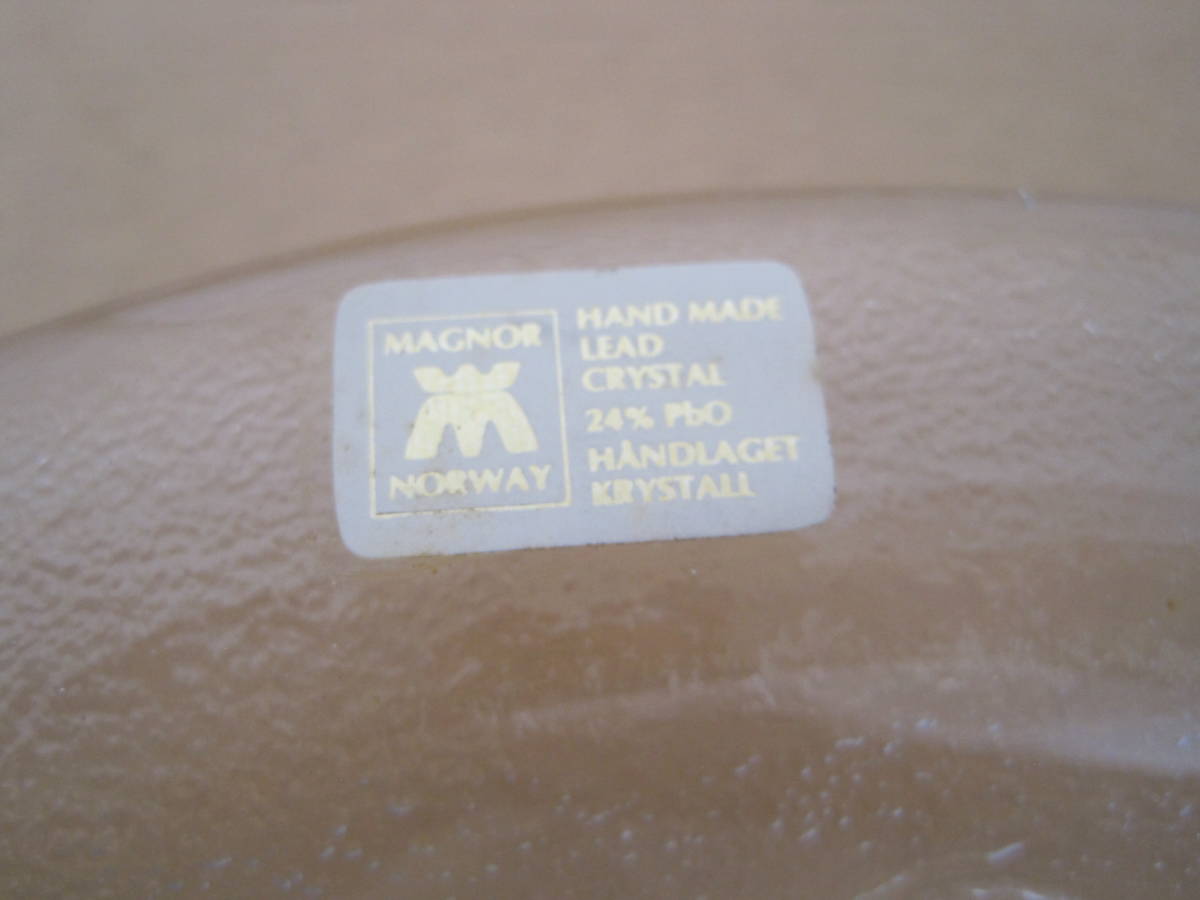 MAGNOR
NORWAY
HAND MADE
LEAD
CRYSTAL
24% PbO
HÅNDLAGET
KRYSTALL